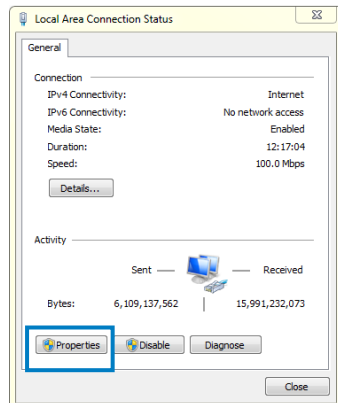 Local Area Connection Status
General
Connection
IPv4 Connectivity: Internet
IPv6 Connectivity: No network access
Media State: Enabled
Duration: 12:17:04
Speed: 100.0 Mbps
Details...
Activity
Sent Received
Bytes: 6,109,137,562 15,991,232,073
Properties Disable Diagnose
Close